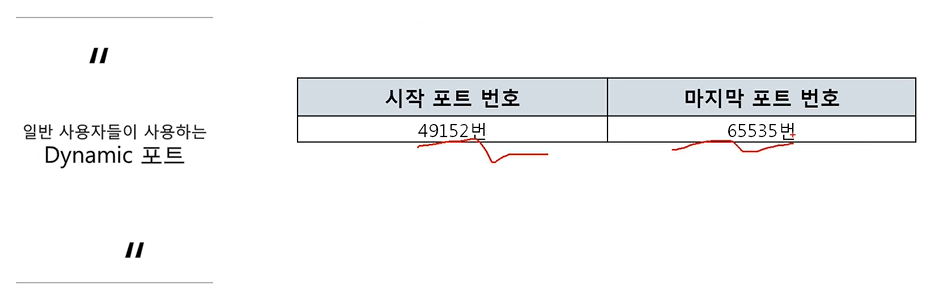 "
일반 사용자들이 사용하는
Dynamic 포트
"
시작 포트 번호 마지막 포트 번호
49152번 65535번